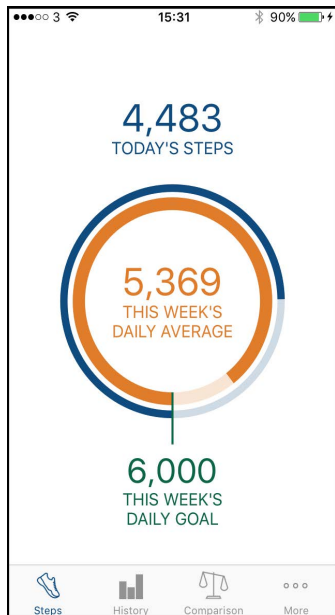 3 15:31 90%
4,483
TODAY'S STEPS
5,369
THIS WEEK'S
DAILY AVERAGE
6,000
THIS WEEK'S
DAILY GOAL
Steps History Comparison More